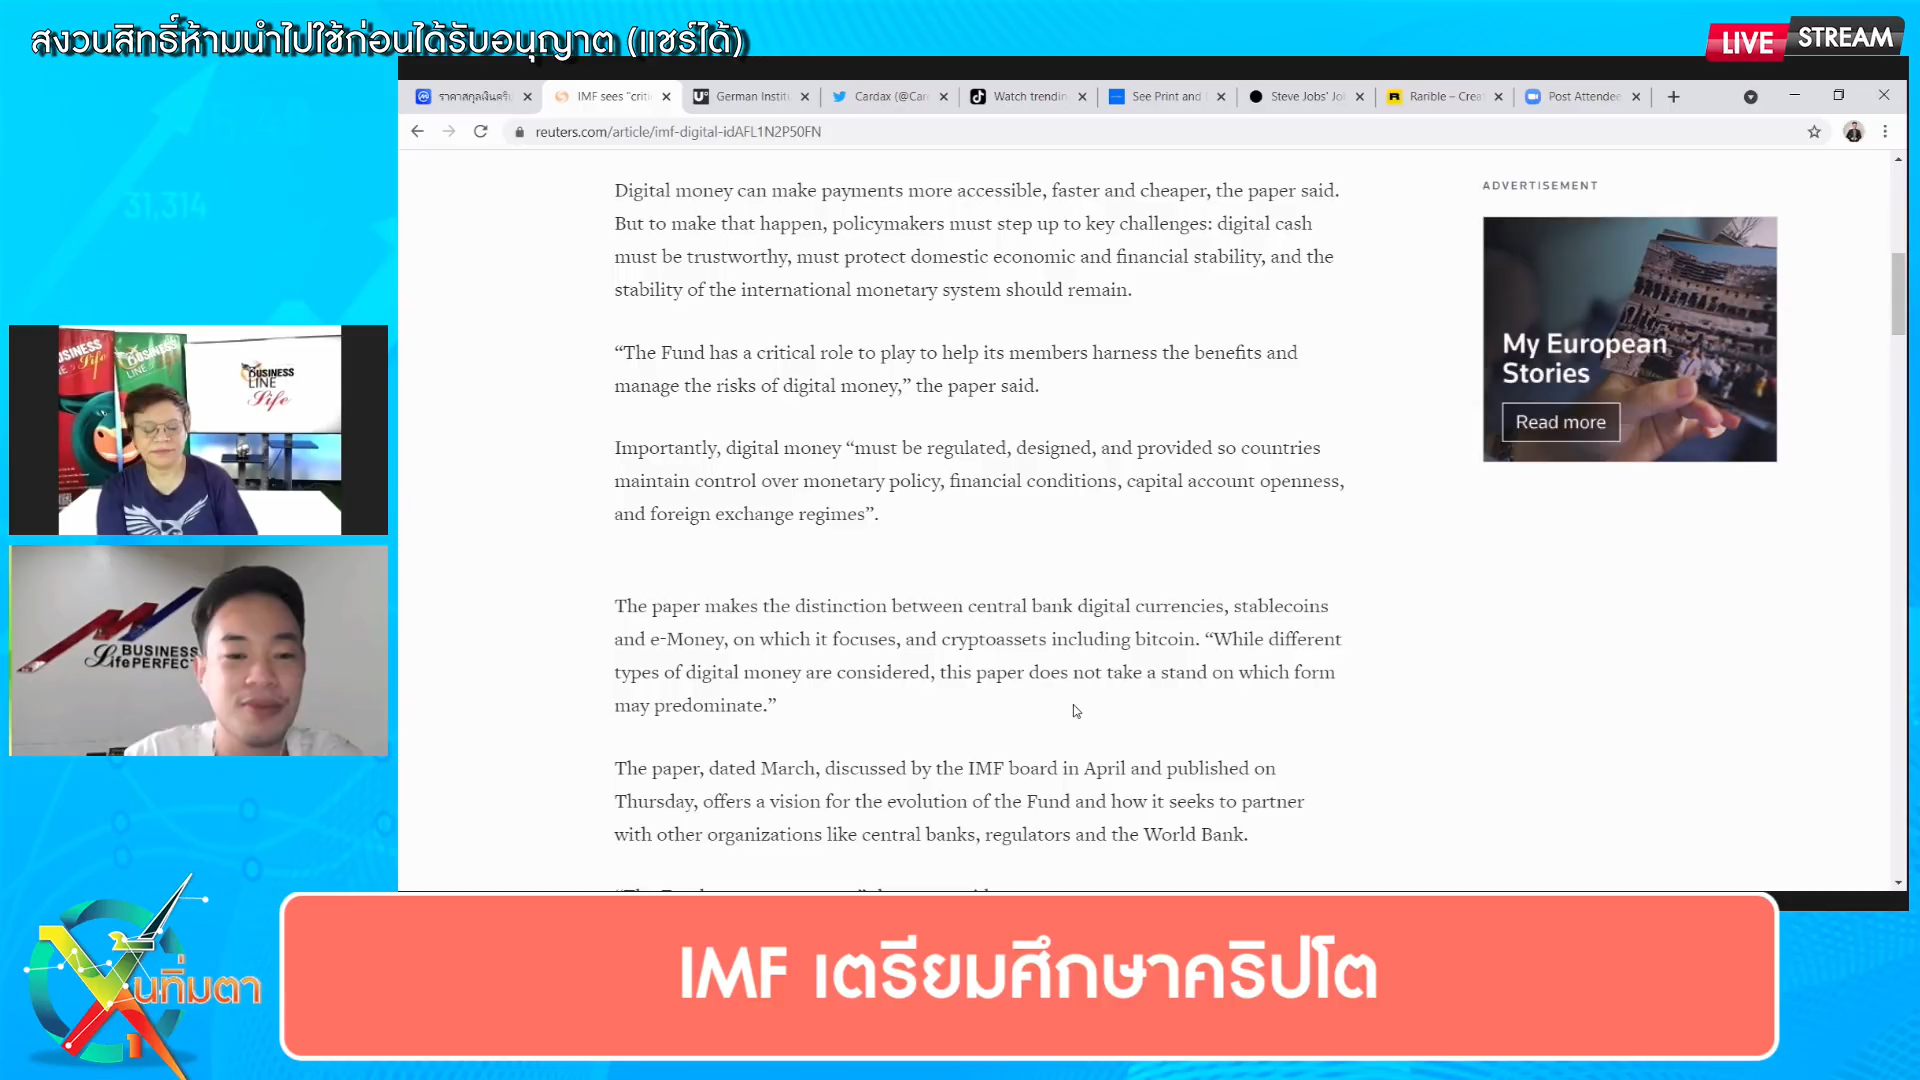 สงวนสิทธิ์ห้ามนำไปใช้ก่อนได้รับอนุญาต (แชร์ได้)
LIVE STREAM
31,314
IMF sees "criti
German Institu
Cardax (@Car
Watch trendin
See Print and
Steve Jobs' Jo
Rarible – Crea
Post Attendee
reuters.com/article/imf-digital-idAFL1N2P50FN
Digital money can make payments more accessible, faster and cheaper, the paper said.
But to make that happen, policymakers must step up to key challenges: digital cash
must be trustworthy, must protect domestic economic and financial stability, and the
stability of the international monetary system should remain.
“The Fund has a critical role to play to help its members harness the benefits and
manage the risks of digital money,” the paper said.
Importantly, digital money “must be regulated, designed, and provided so countries
maintain control over monetary policy, financial conditions, capital account openness,
and foreign exchange regimes”.
The paper makes the distinction between central bank digital currencies, stablecoins
and e-Money, on which it focuses, and cryptoassets including bitcoin. “While different
types of digital money are considered, this paper does not take a stand on which form
may predominate.”
The paper, dated March, discussed by the IMF board in April and published on
Thursday, offers a vision for the evolution of the Fund and how it seeks to partner
with other organizations like central banks, regulators and the World Bank.
ADVERTISEMENT
My European
Stories
Read more
BUSINESS
LINE
Life
BUSINESS
Life PERFECT
ทันทิ่มตา
IMF เตรียมศึกษาคริปโต